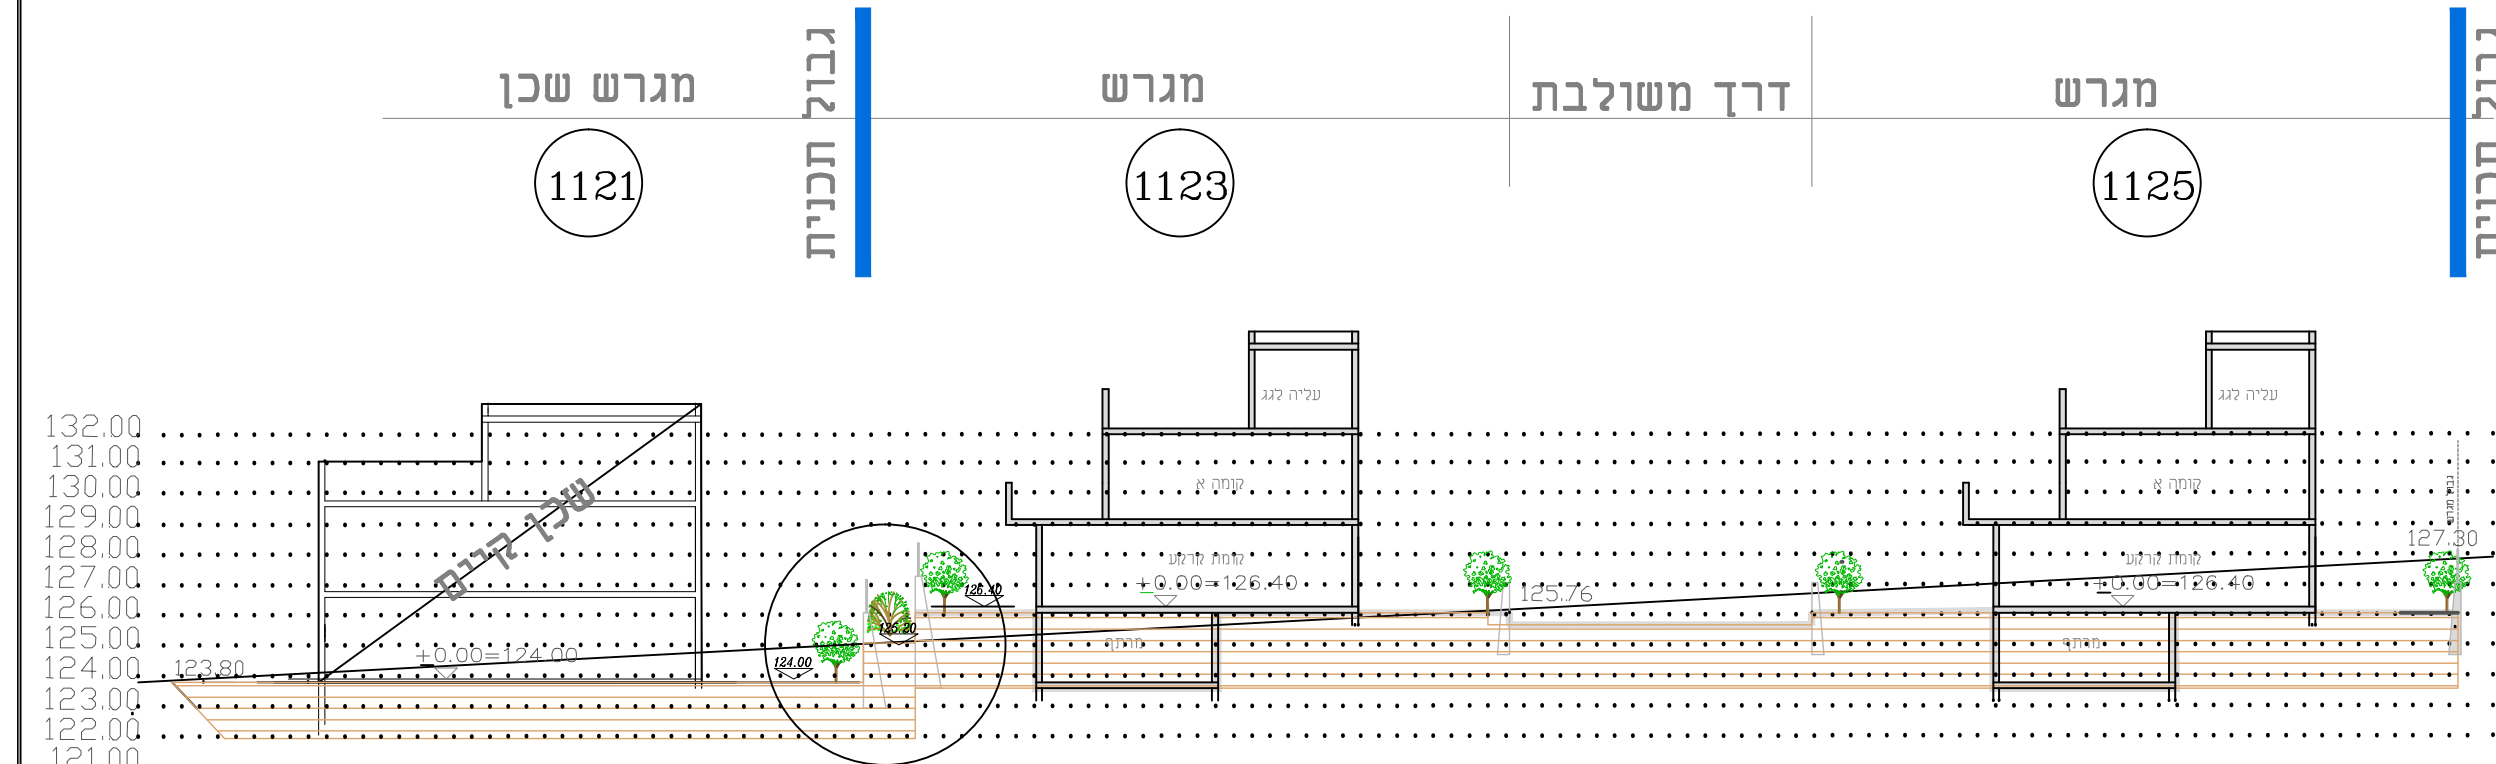 מגרש שכן
גבול תכנית
מגרש
דרך משולבת
מגרש
1121
1123
1125
עליה לגג
עליה לגג
132.00
131.00
130.00
129.00
128.00
127.00
126.00
125.00
124.00
123.00
122.00
121.00
שכן קיים
קומה א
קומה א
גבול מגרש
127.30
קומת קרקע
קומת קרקע
±0.00=126.40
±0.00=126.40
126.40
125.76
125.20
מרתף
מרתף
±0.00=124.00
124.00
123.80